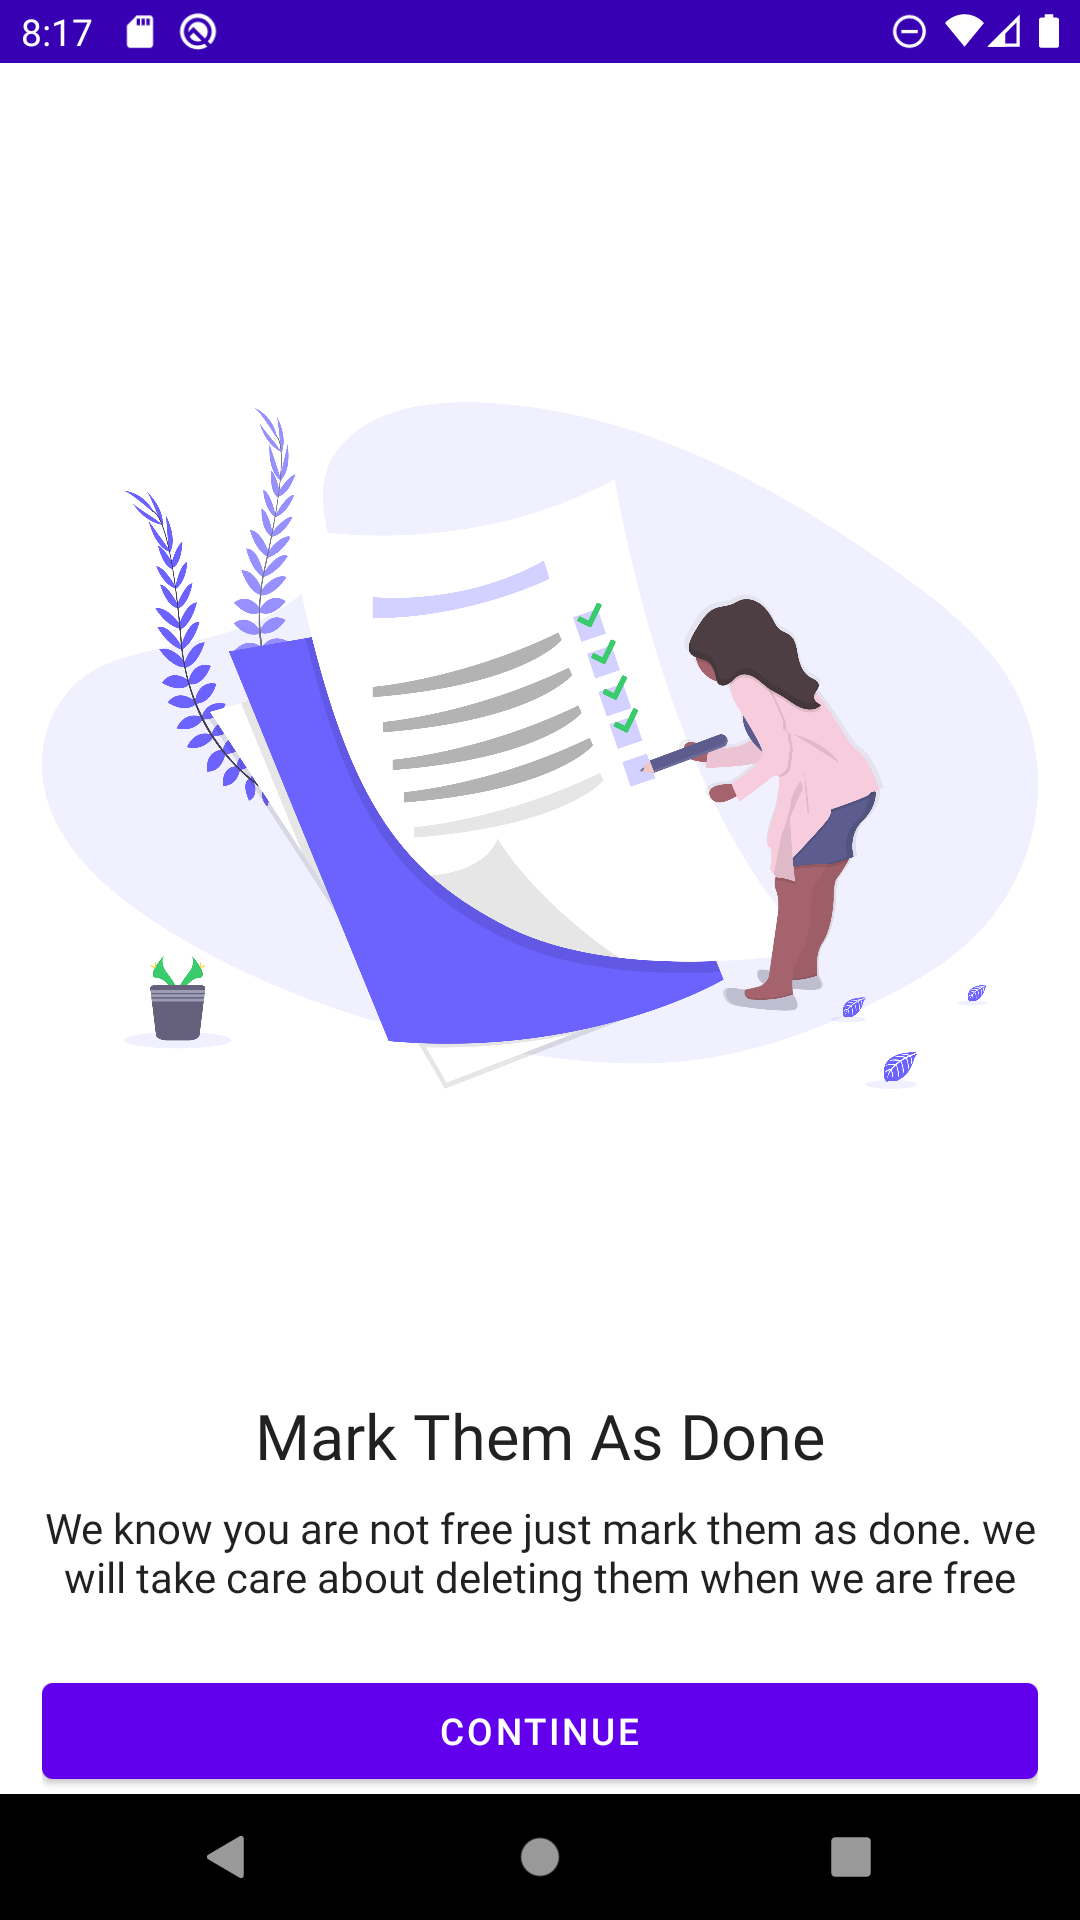 8:17
Mark Them As Done
We know you are not free just mark them as done. we
will take care about deleting them when we are free
CONTINUE